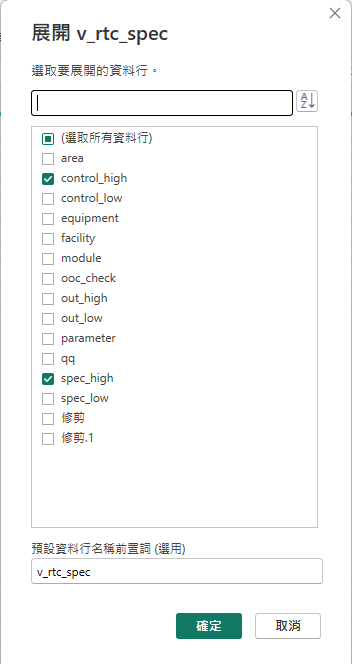 展開 v_rtc_spec
選取要展開的資料行。
A
Z
(選取所有資料行)
area
control_high
control_low
equipment
facility
module
ooc_check
out_high
out_low
parameter
qq
spec_high
spec_low
修剪
修剪.1
預設資料行名稱前置詞 (選用)
v_rtc_spec
確定
取消